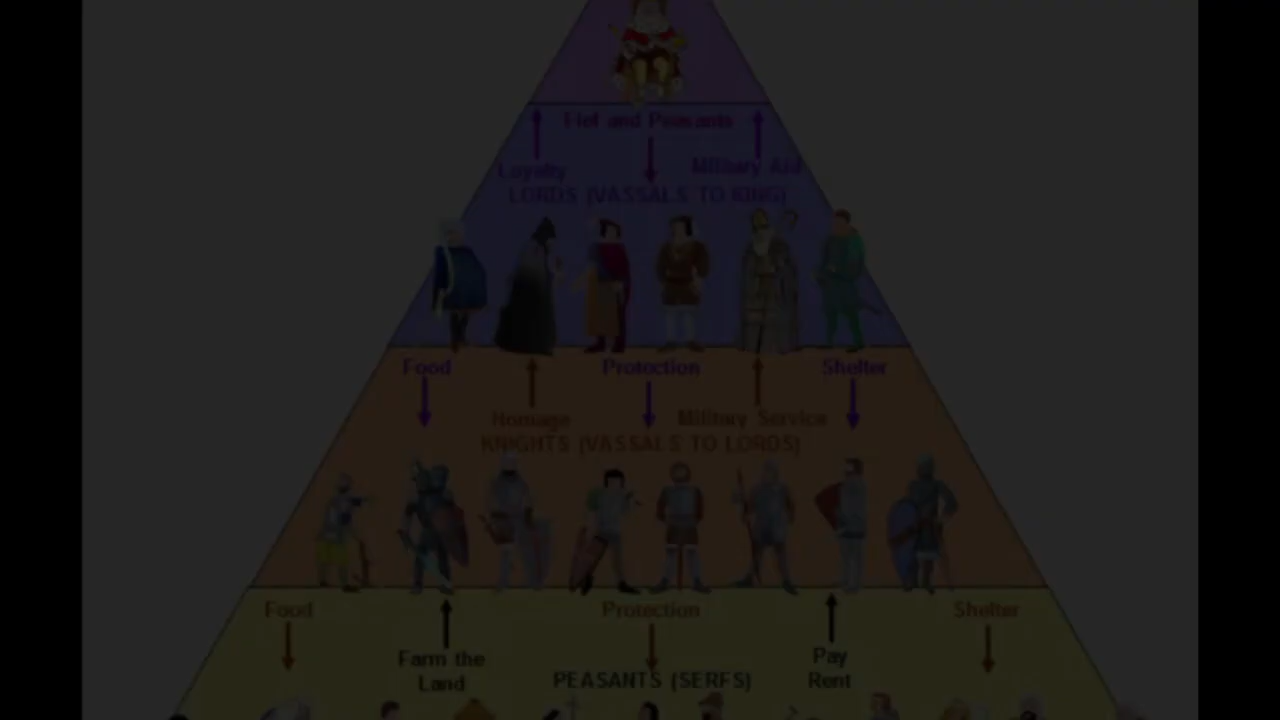 Fief and Peasants
Loyalty
Military Aid
LORDS (VASSALS TO KING)
Food
Protection
Shelter
Homage
Military Service
KNIGHTS (VASSALS TO LORDS)
Food
Protection
Shelter
Farm the
Land
Pay
Rent
PEASANTS (SERFS)